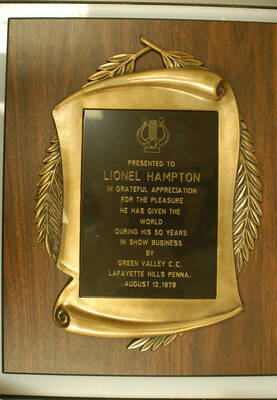 PRESENTED TO
LIONEL HAMPTON
IN GRATEFUL APPRECIATION
FOR THE PLEASURE
HE HAS GIVEN THE
WORLD
DURING HIS 50 YEARS
IN SHOW BUSINESS
BY
GREEN VALLEY C.C.
LAFAYETTE HILLS PENNA.
AUGUST 12,1978